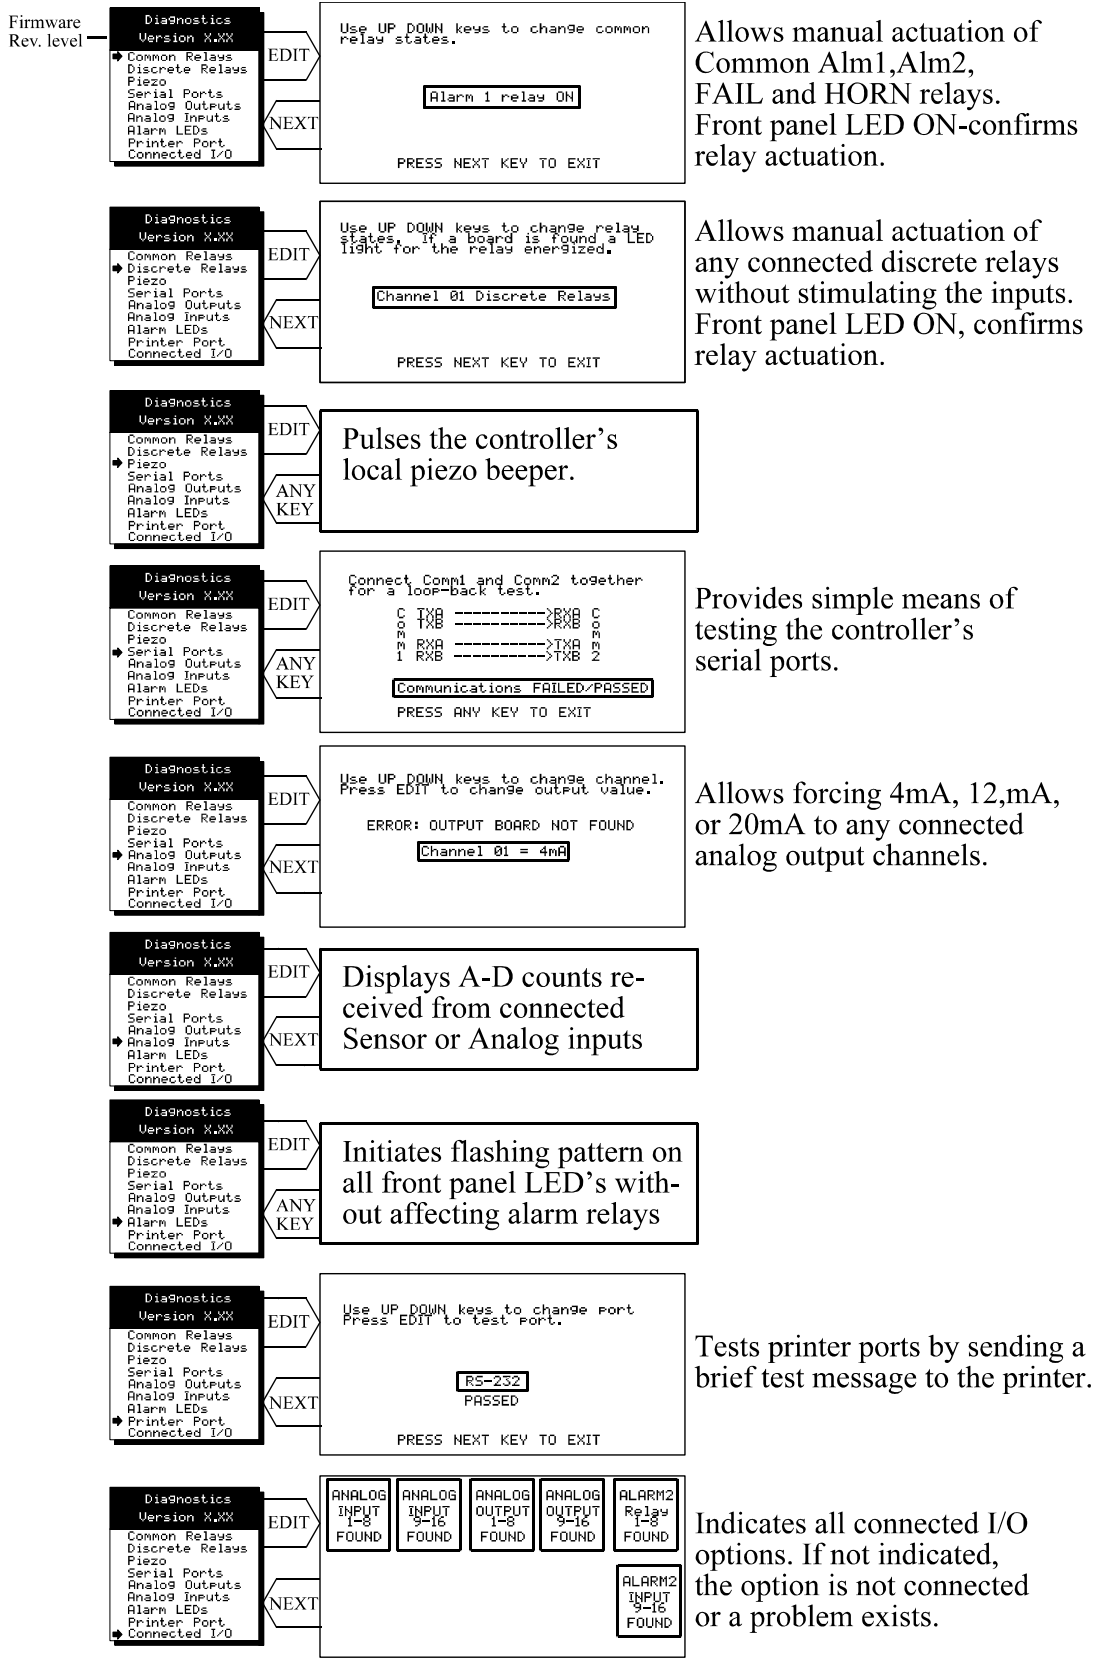 Firmware
Rev. level
Diagnostics
Version X.XX
Common Relays
Discrete Relays
Piezo
Serial Ports
Analog Outputs
Analog Inputs
Alarm LEDs
Printer Port
Connected I/O
EDIT
NEXT
Use UP DOWN keys to change common
relay states.
Alarm 1 relay ON
PRESS NEXT KEY TO EXIT
Allows manual actuation of
Common Alm1,Alm2,
FAIL and HORN relays.
Front panel LED ON-confirms
relay actuation.
Diagnostics
Version X.XX
Common Relays
Discrete Relays
Piezo
Serial Ports
Analog Outputs
Analog Inputs
Alarm LEDs
Printer Port
Connected I/O
EDIT
NEXT
Use UP DOWN keys to change relay
states. If a board is found a LED
light for the relay energized.
Channel 01 Discrete Relays
PRESS NEXT KEY TO EXIT
Allows manual actuation of
any connected discrete relays
without stimulating the inputs.
Front panel LED ON, confirms
relay actuation.
Diagnostics
Version X.XX
Common Relays
Discrete Relays
Piezo
Serial Ports
Analog Outputs
Analog Inputs
Alarm LEDs
Printer Port
Connected I/O
EDIT
ANY
KEY
Pulses the controller's
local piezo beeper.
Diagnostics
Version X.XX
Common Relays
Discrete Relays
Piezo
Serial Ports
Analog Outputs
Analog Inputs
Alarm LEDs
Printer Port
Connected I/O
EDIT
ANY
KEY
Connect Comm1 and Comm2 together
for a loop-back test.
C TXA ---------->RXA C
o TXB ---------->RXB o
m m
m RXA ---------->TXA m
1 RXB ---------->TXB 2
Communications FAILED/PASSED
PRESS ANY KEY TO EXIT
Provides simple means of
testing the controller's
serial ports.
Diagnostics
Version X.XX
Common Relays
Discrete Relays
Piezo
Serial Ports
Analog Outputs
Analog Inputs
Alarm LEDs
Printer Port
Connected I/O
EDIT
NEXT
Use UP DOWN keys to change channel.
Press EDIT to change output value.
ERROR: OUTPUT BOARD NOT FOUND
Channel 01 = 4mA
Allows forcing 4mA, 12,mA,
or 20mA to any connected
analog output channels.
Diagnostics
Version X.XX
Common Relays
Discrete Relays
Piezo
Serial Ports
Analog Outputs
Analog Inputs
Alarm LEDs
Printer Port
Connected I/O
EDIT
NEXT
Displays A-D counts re-
ceived from connected
Sensor or Analog inputs
Diagnostics
Version X.XX
Common Relays
Discrete Relays
Piezo
Serial Ports
Analog Outputs
Analog Inputs
Alarm LEDs
Printer Port
Connected I/O
EDIT
ANY
KEY
Initiates flashing pattern on
all front panel LED's with-
out affecting alarm relays
Diagnostics
Version X.XX
Common Relays
Discrete Relays
Piezo
Serial Ports
Analog Outputs
Analog Inputs
Alarm LEDs
Printer Port
Connected I/O
EDIT
NEXT
Use UP DOWN keys to change port
Press EDIT to test port.
RS-232
PASSED
PRESS NEXT KEY TO EXIT
Tests printer ports by sending a
brief test message to the printer.
Diagnostics
Version X.XX
Common Relays
Discrete Relays
Piezo
Serial Ports
Analog Outputs
Analog Inputs
Alarm LEDs
Printer Port
Connected I/O
EDIT
NEXT
ANALOG
INPUT
1-8
FOUND
ANALOG
INPUT
9-16
FOUND
ANALOG
OUTPUT
1-8
FOUND
ANALOG
OUTPUT
9-16
FOUND
ALARM2
Relay
1-8
FOUND
ALARM2
INPUT
9-16
FOUND
Indicates all connected I/O
options. If not indicated,
the option is not connected
or a problem exists.